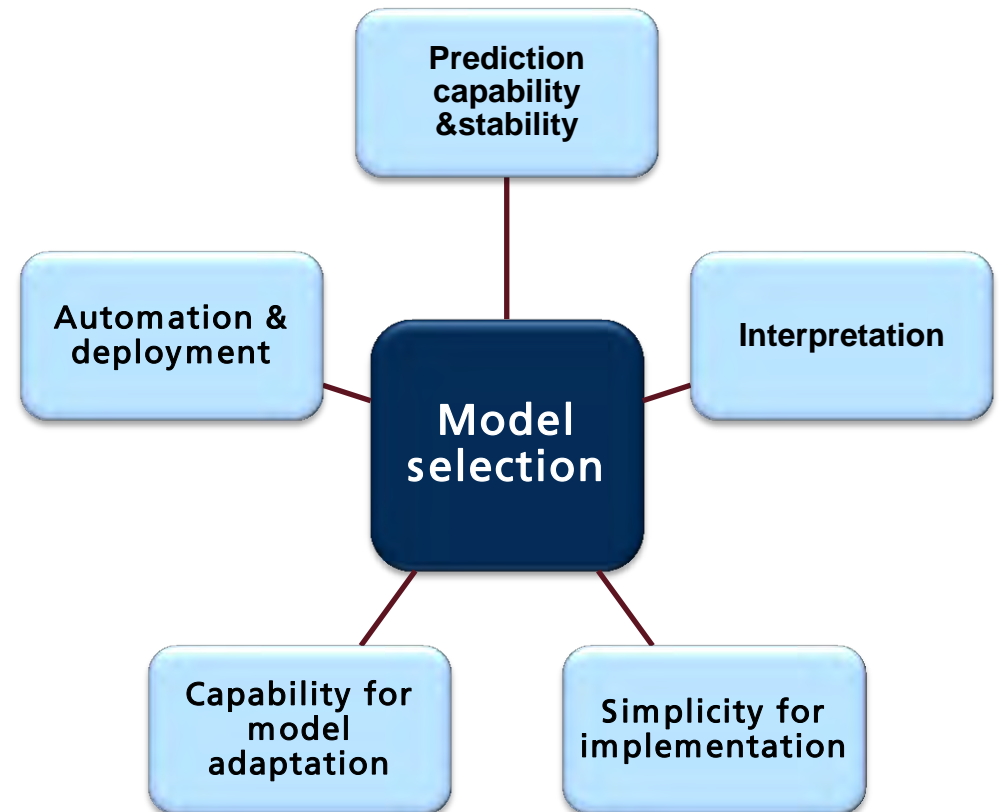 Prediction
capability
&stability
Automation &
deployment
Interpretation
Model
selection
Capability for
model
adaptation
Simplicity for
implementation